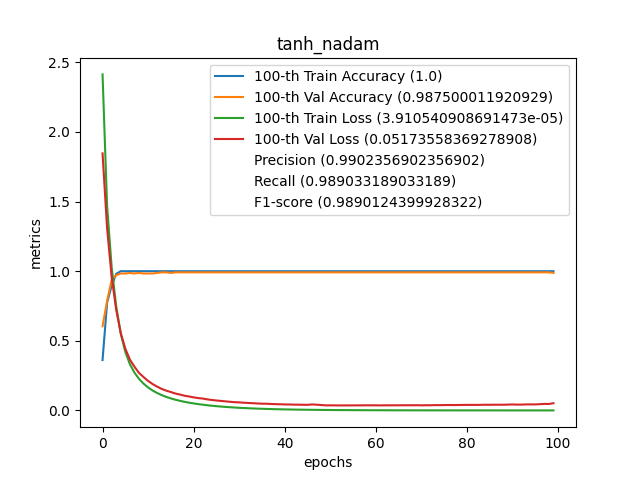 tanh_nadam
2.5
2.0
1.5
1.0
0.5
0.0
metrics
100-th Train Accuracy (1.0)
100-th Val Accuracy (0.987500011920929)
100-th Train Loss (3.910540908691473e-05)
100-th Val Loss (0.05173558369278908)
Precision (0.9902356902356902)
Recall (0.989033189033189)
F1-score (0.9890124399928322)
0 20 40 60 80 100
epochs